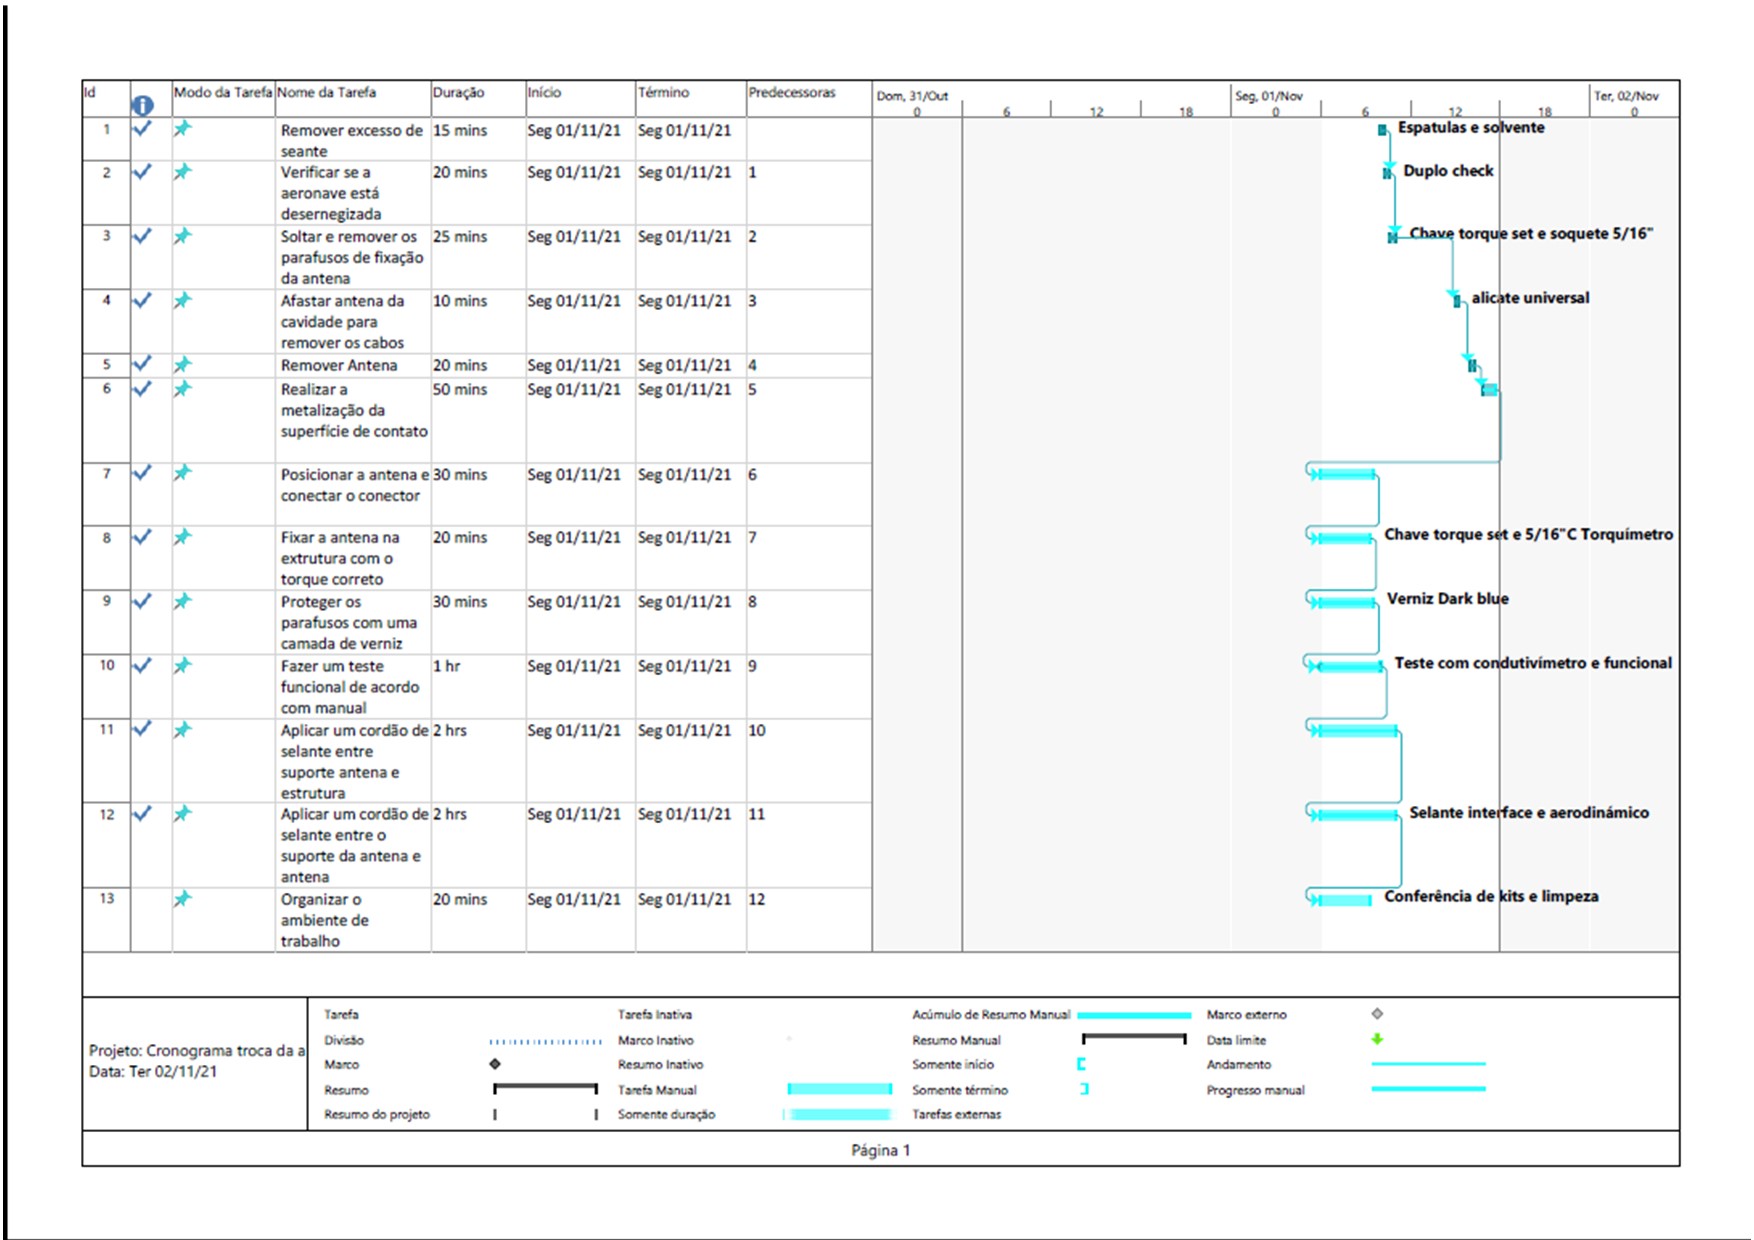 Id Modo da Tarefa Nome da Tarefa Duração Início Término Predecessoras
Dom, 31/Out Seg, 01/Nov Ter, 02/Nov
0 6 12 18 0 6 12 18 0
1 Remover excesso de 15 mins Seg 01/11/21 Seg 01/11/21 Espatulas e solvente
seante
2 Verificar se a 20 mins Seg 01/11/21 Seg 01/11/21 1 Duplo check
aeronave está
desernegizada
3 Soltar e remover os 25 mins Seg 01/11/21 Seg 01/11/21 2 Chave torque set e soquete 5/16"
parafusos de fixação
da antena
4 Afastar antena da 10 mins Seg 01/11/21 Seg 01/11/21 3 alicate universal
cavidade para
remover os cabos
5 Remover Antena 20 mins Seg 01/11/21 Seg 01/11/21 4
6 Realizar a 50 mins Seg 01/11/21 Seg 01/11/21 5
metalização da
superfície de contato
7 Posicionar a antena e 30 mins Seg 01/11/21 Seg 01/11/21 6
conectar o conector
8 Fixar a antena na 20 mins Seg 01/11/21 Seg 01/11/21 7 Chave torque set e 5/16"C Torquímetro
extrutura com o
torque correto
9 Proteger os 30 mins Seg 01/11/21 Seg 01/11/21 8 Verniz Dark blue
parafusos com uma
camada de verniz
10 Fazer um teste 1 hr Seg 01/11/21 Seg 01/11/21 9 Teste com condutivímetro e funcional
funcional de acordo
com manual
11 Aplicar um cordão de 2 hrs Seg 01/11/21 Seg 01/11/21 10
selante entre
suporte antena e
estrutura
12 Aplicar um cordão de 2 hrs Seg 01/11/21 Seg 01/11/21 11 Selante interface e aerodinámico
selante entre o
suporte da antena e
antena
13 Organizar o 20 mins Seg 01/11/21 Seg 01/11/21 12 Conferência de kits e limpeza
ambiente de
trabalho
Projeto: Cronograma troca da a
Data: Ter 02/11/21
Tarefa Tarefa Inativa Acúmulo de Resumo Manual Marco externo
Divisão Marco Inativo Resumo Manual Data limite
Marco Resumo Inativo Somente início Andamento
Resumo Tarefa Manual Somente término Progresso manual
Resumo do projeto Somente duração Tarefas externas
Página 1